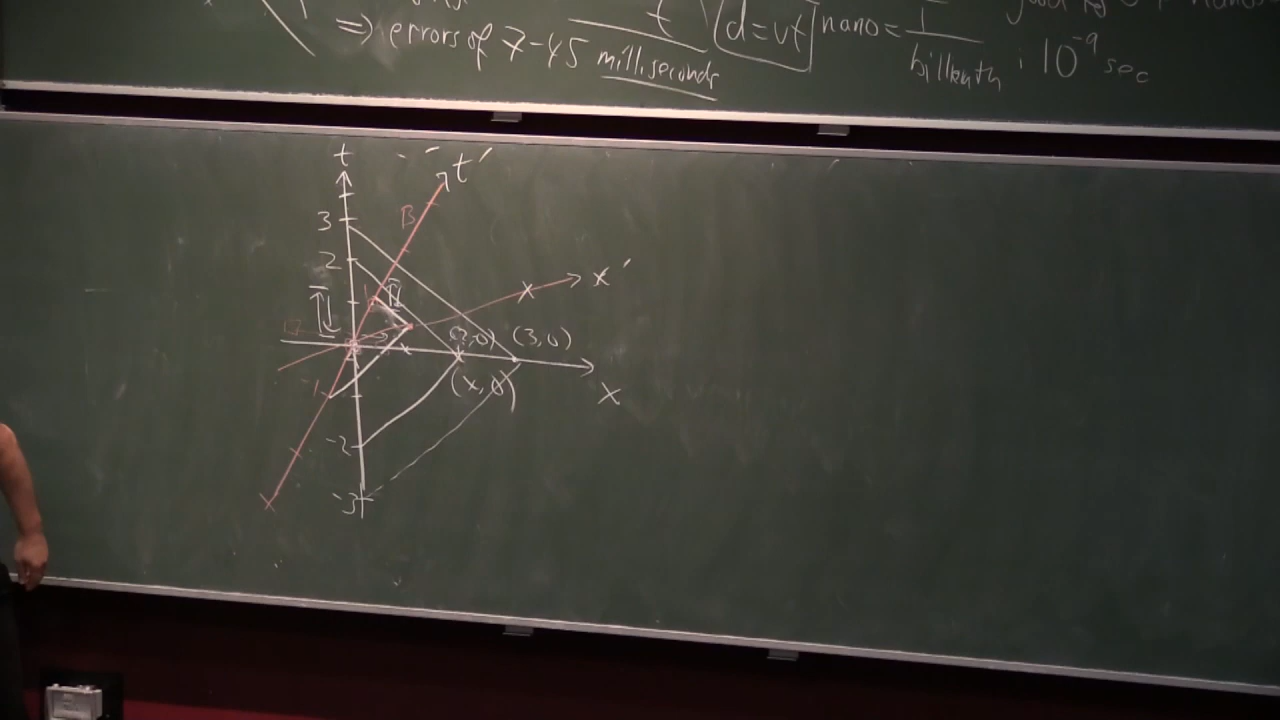 t d=vt nano = 1
⇒ errors of 7-45 milliseconds billionth : 10⁻⁹ sec
t t'
3 B
2 x'
1
(2,0) (3,0)
-1 (x,0) x
-2
-3